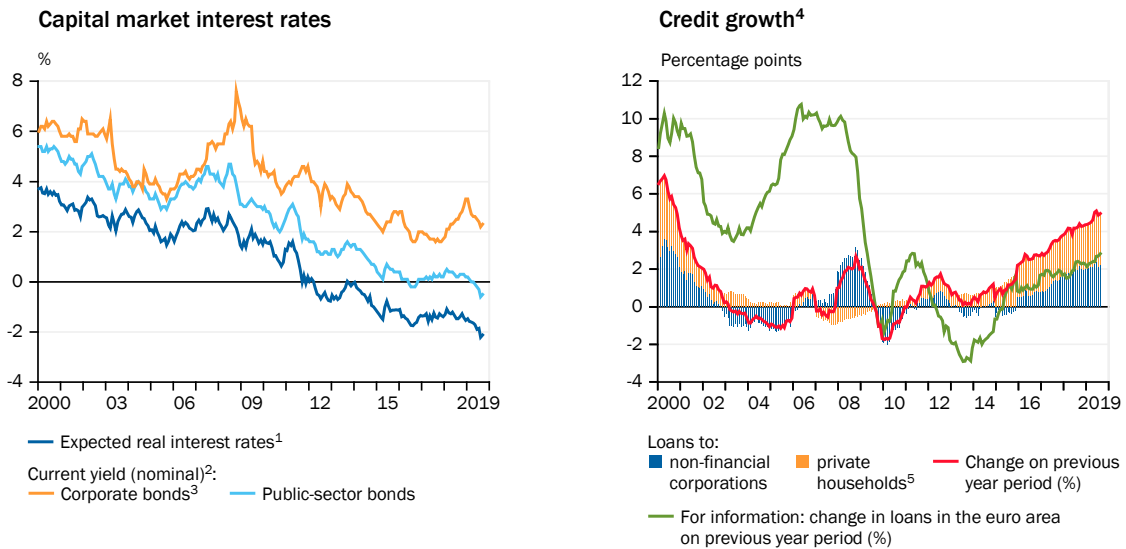 Capital market interest rates
%
8
6
4
2
0
-2
-4
2000 03 06 09 12 15 2019
Expected real interest rates¹
Current yield (nominal)²:
Corporate bonds³ Public-sector bonds
Credit growth⁴
Percentage points
12
10
8
6
4
2
0
-2
-4
2000 02 04 06 08 10 12 14 16 2019
Loans to:
non-financial corporations
private households⁵
Change on previous year period (%)
For information: change in loans in the euro area
on previous year period (%)